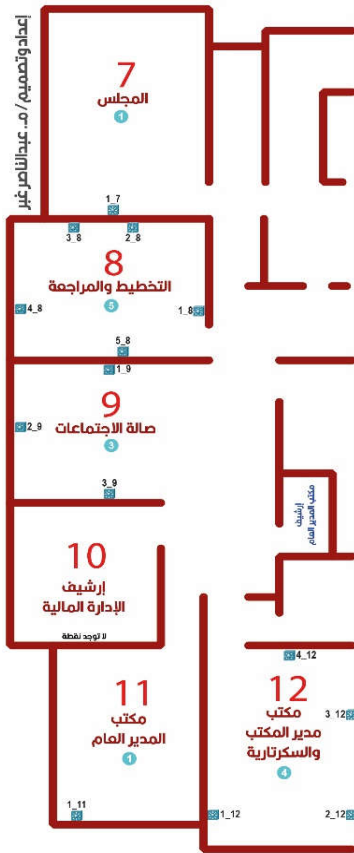 إعداد وتصميم / م. عبدالناصر غبر
7
المجلس
1
1_7
3_8
2_8
8
التخطيط والمراجعة
5
4_8
1_8
5_8
1_9
9
صالة الاجتماعات
3
2_9
3_9
إرشيف
مكتب المدير العام
10
إرشيف
الإدارة المالية
لا توجد نقطة
4_12
11
مكتب
المدير العام
1
12
مكتب
مدير المكتب
والسكرتارية
4
3_12
1_11
1_12
2_12